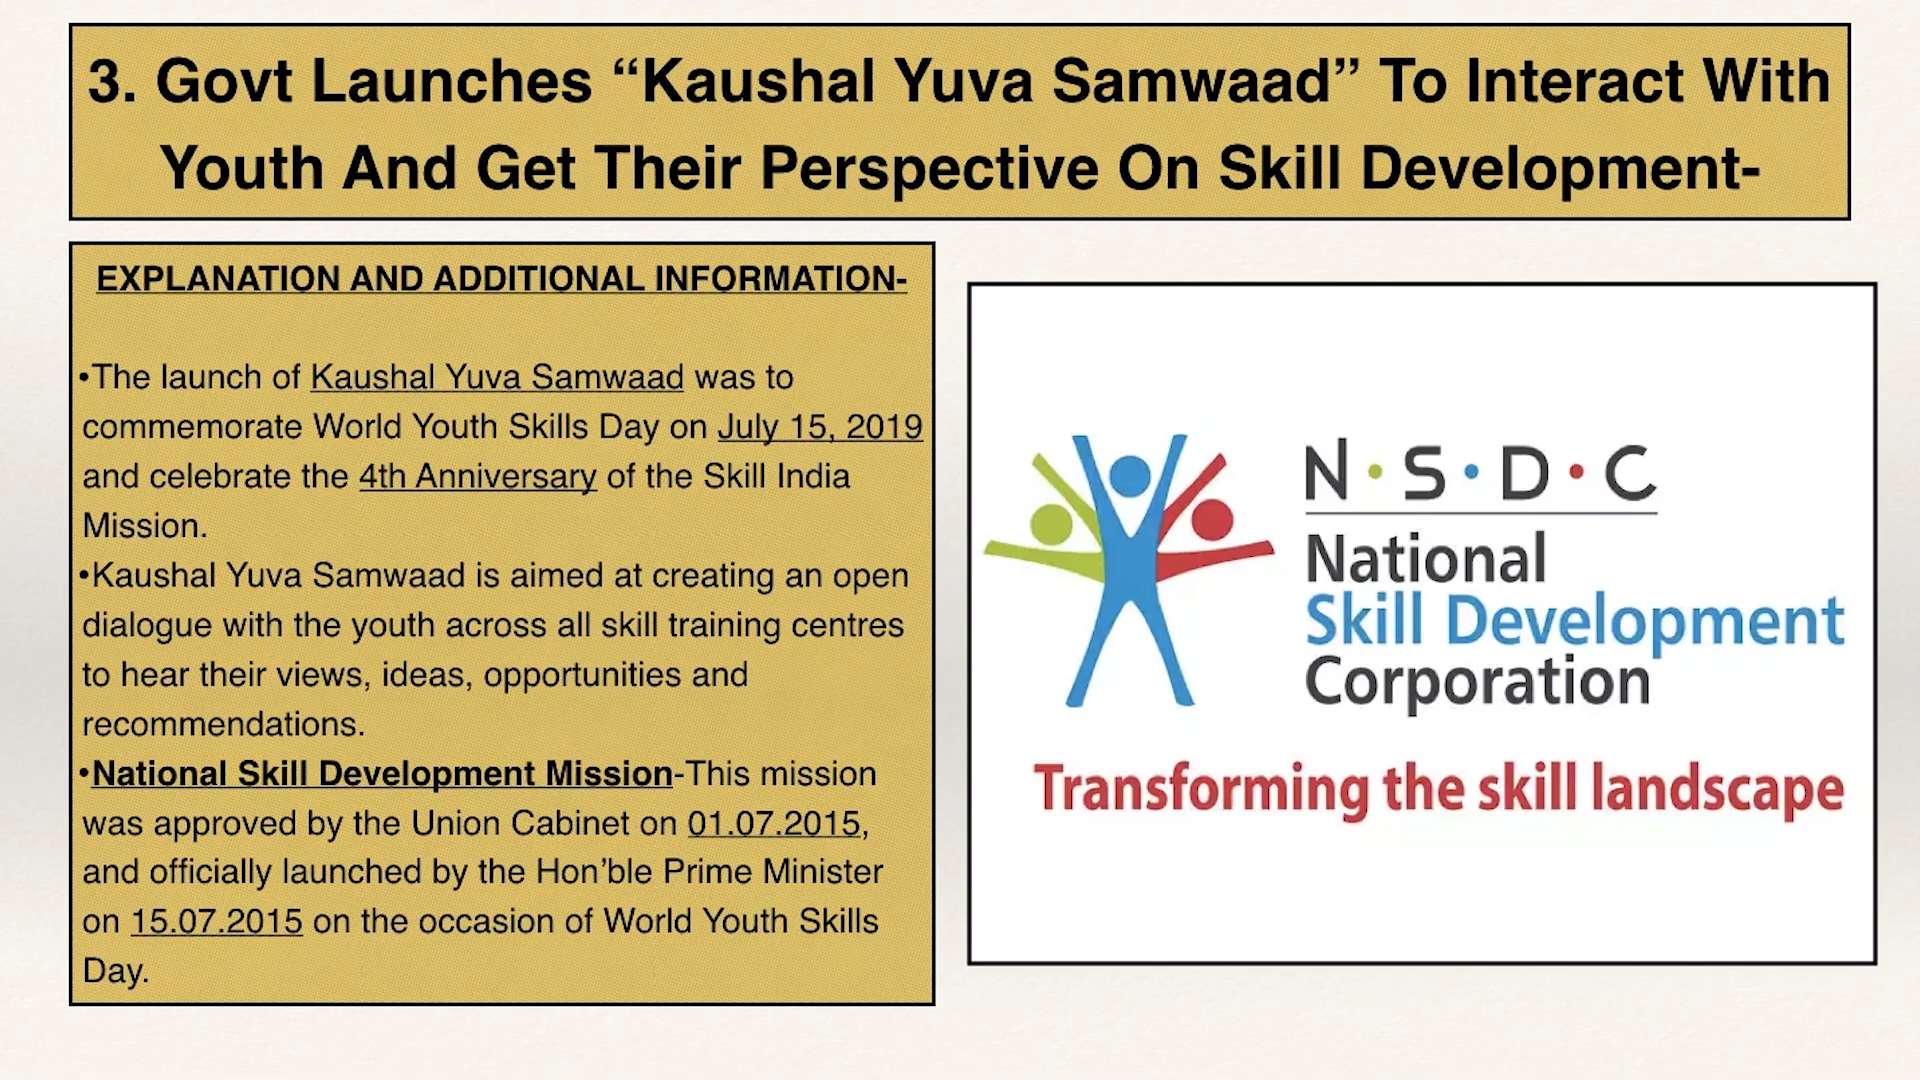 3. Govt Launches “Kaushal Yuva Samwaad” To Interact With
Youth And Get Their Perspective On Skill Development-
EXPLANATION AND ADDITIONAL INFORMATION-
•The launch of Kaushal Yuva Samwaad was to
commemorate World Youth Skills Day on July 15, 2019
and celebrate the 4th Anniversary of the Skill India
Mission.
•Kaushal Yuva Samwaad is aimed at creating an open
dialogue with the youth across all skill training centres
to hear their views, ideas, opportunities and
recommendations.
•National Skill Development Mission-This mission
was approved by the Union Cabinet on 01.07.2015,
and officially launched by the Hon’ble Prime Minister
on 15.07.2015 on the occasion of World Youth Skills
Day.
N·S·D·C
National
Skill Development
Corporation
Transforming the skill landscape